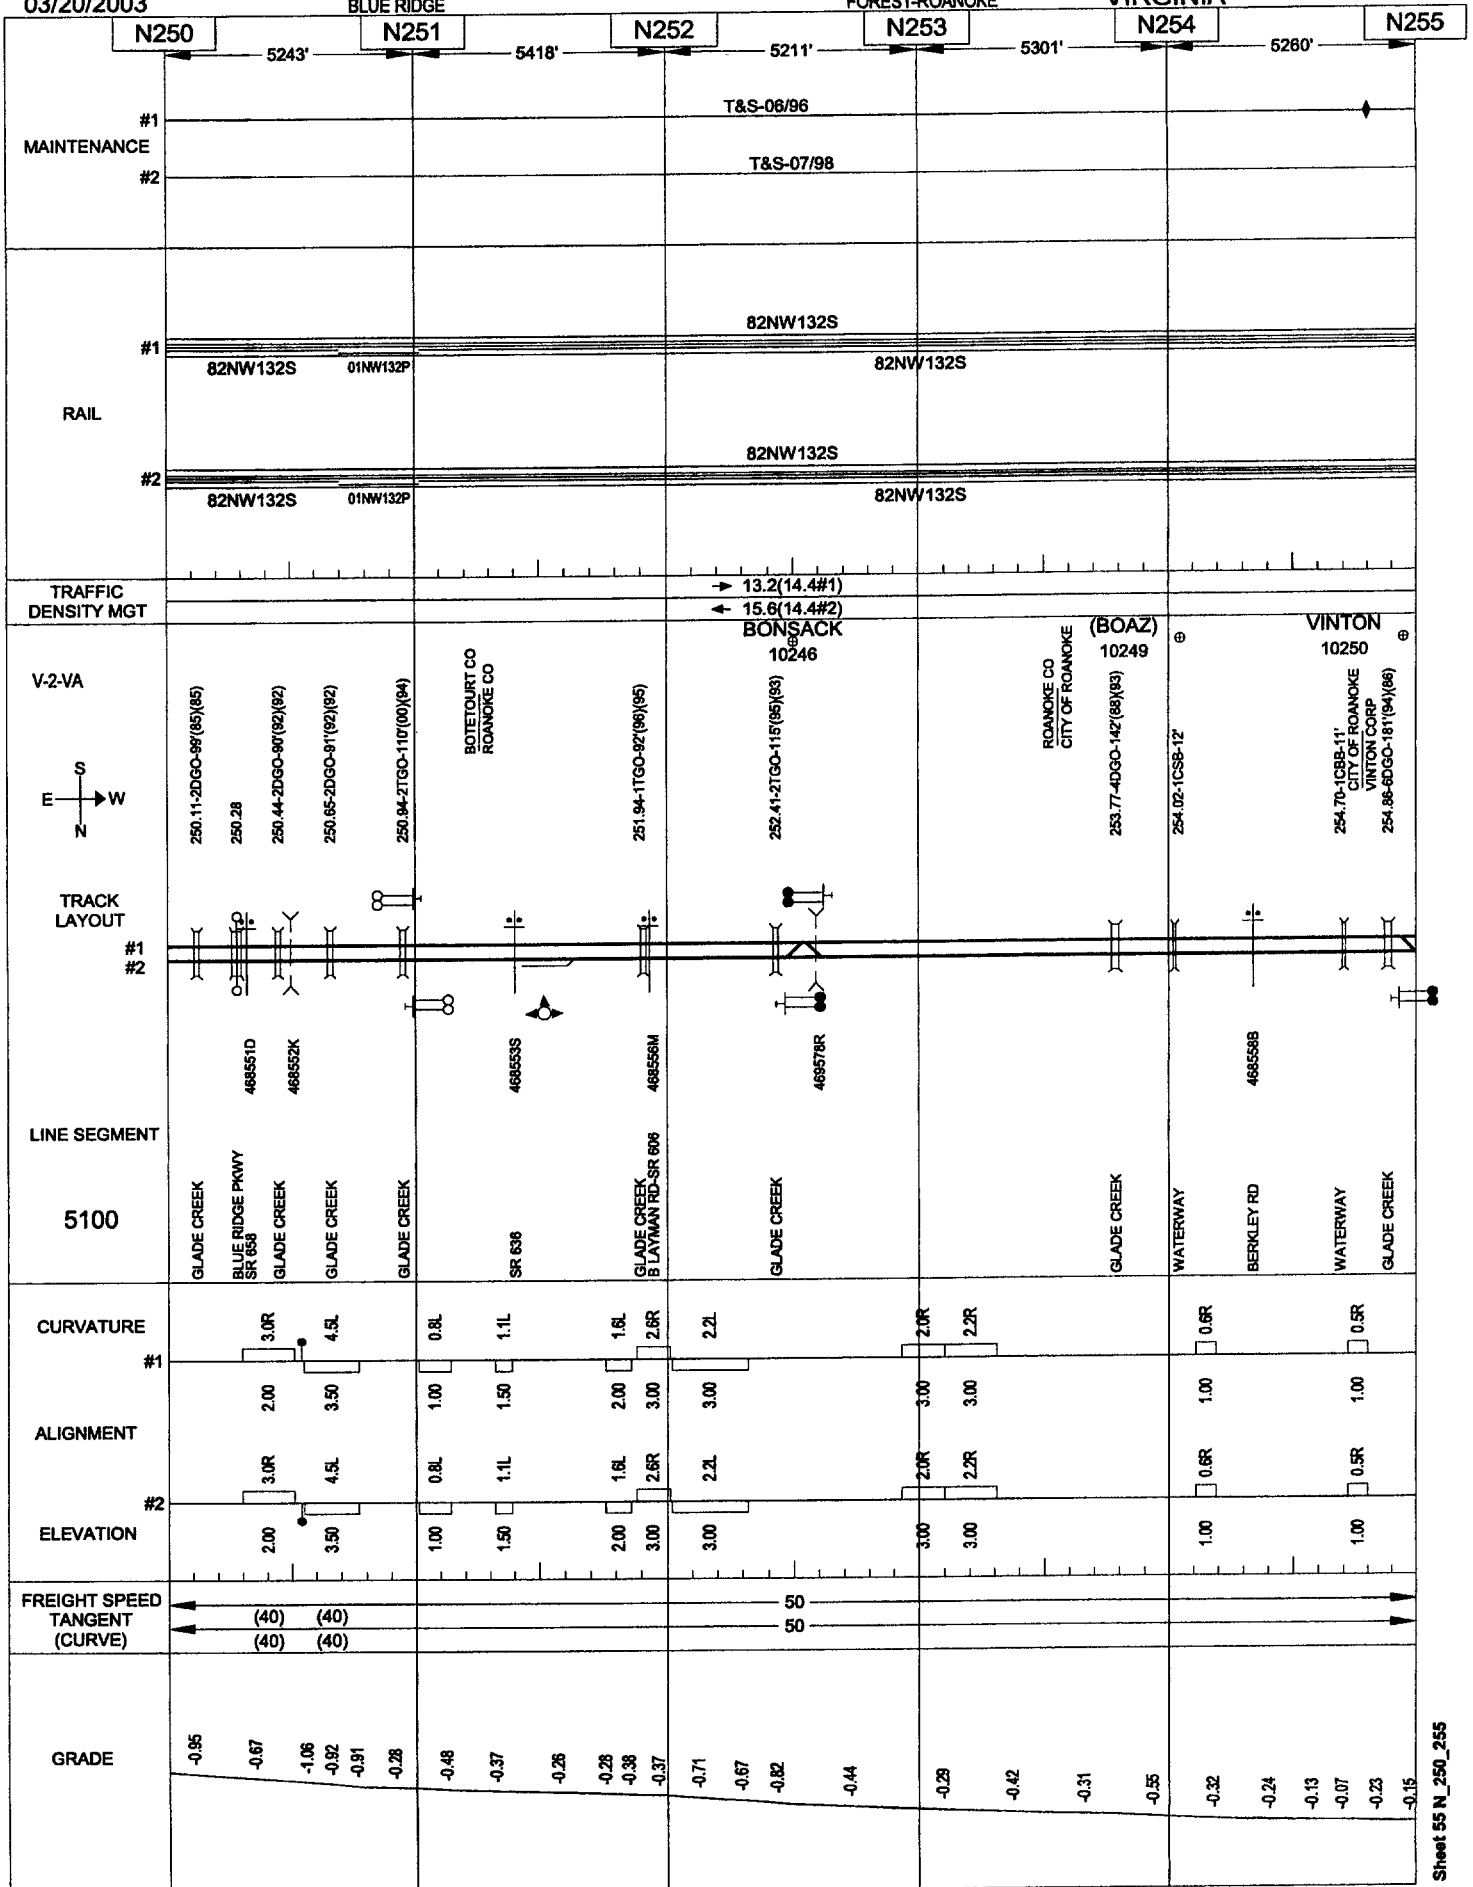 03/20/2003
BLUE RIDGE
FOREST-ROANOKE
VIRGINIA
N250
N251
N252
N253
N254
N255
5243'
5418'
5211'
5301'
5260'
MAINTENANCE
#1
T&S-06/96
#2
T&S-07/98
RAIL
#1
82NW132S
82NW132S
01NW132P
82NW132S
#2
82NW132S
82NW132S
01NW132P
82NW132S
TRAFFIC
DENSITY MGT
13.2(14.4#1)
15.6(14.4#2)
V-2-VA
BONSACK
10246
(BOAZ)
10249
VINTON
10250
S
E
W
N
250.11-2DGO-99'(85)(85)
250.28
250.44-2DGO-90'(92)(92)
250.65-2DGO-91'(92)(92)
250.94-2TGO-110'(00)(94)
BOTETOURT CO
ROANOKE CO
251.94-1TGO-92'(96)(95)
252.41-2TGO-115'(95)(93)
ROANOKE CO
CITY OF ROANOKE
253.77-4DGO-142'(88)(93)
254.02-1CSB-12'
254.70-1CBB-11'
CITY OF ROANOKE
VINTON CORP
254.86-6DGO-181'(94)(86)
TRACK
LAYOUT
#1
#2
468551D
468552K
468553S
468556M
469578R
468558B
LINE SEGMENT
5100
GLADE CREEK
BLUE RIDGE PKWY
SR 658
GLADE CREEK
GLADE CREEK
GLADE CREEK
SR 636
GLADE CREEK
B LAYMAN RD-SR 606
GLADE CREEK
GLADE CREEK
WATERWAY
BERKLEY RD
WATERWAY
GLADE CREEK
CURVATURE
#1
3.0R
4.5L
0.8L
1.1L
1.6L
2.6R
2.2L
2.0R
2.2R
0.6R
0.5R
2.00
3.50
1.00
1.50
2.00
3.00
3.00
3.00
3.00
1.00
1.00
ALIGNMENT
#2
3.0R
4.5L
0.8L
1.1L
1.6L
2.6R
2.2L
2.0R
2.2R
0.6R
0.5R
ELEVATION
2.00
3.50
1.00
1.50
2.00
3.00
3.00
3.00
3.00
1.00
1.00
FREIGHT SPEED
TANGENT
(CURVE)
50
(40)
(40)
50
(40)
(40)
GRADE
-0.95
-0.67
-1.06
-0.92
-0.91
-0.28
-0.48
-0.37
-0.26
-0.28
-0.38
-0.37
-0.71
-0.67
-0.82
-0.44
-0.29
-0.42
-0.31
-0.55
-0.32
-0.24
-0.13
-0.07
-0.23
-0.15
Sheet 55 N_250_255